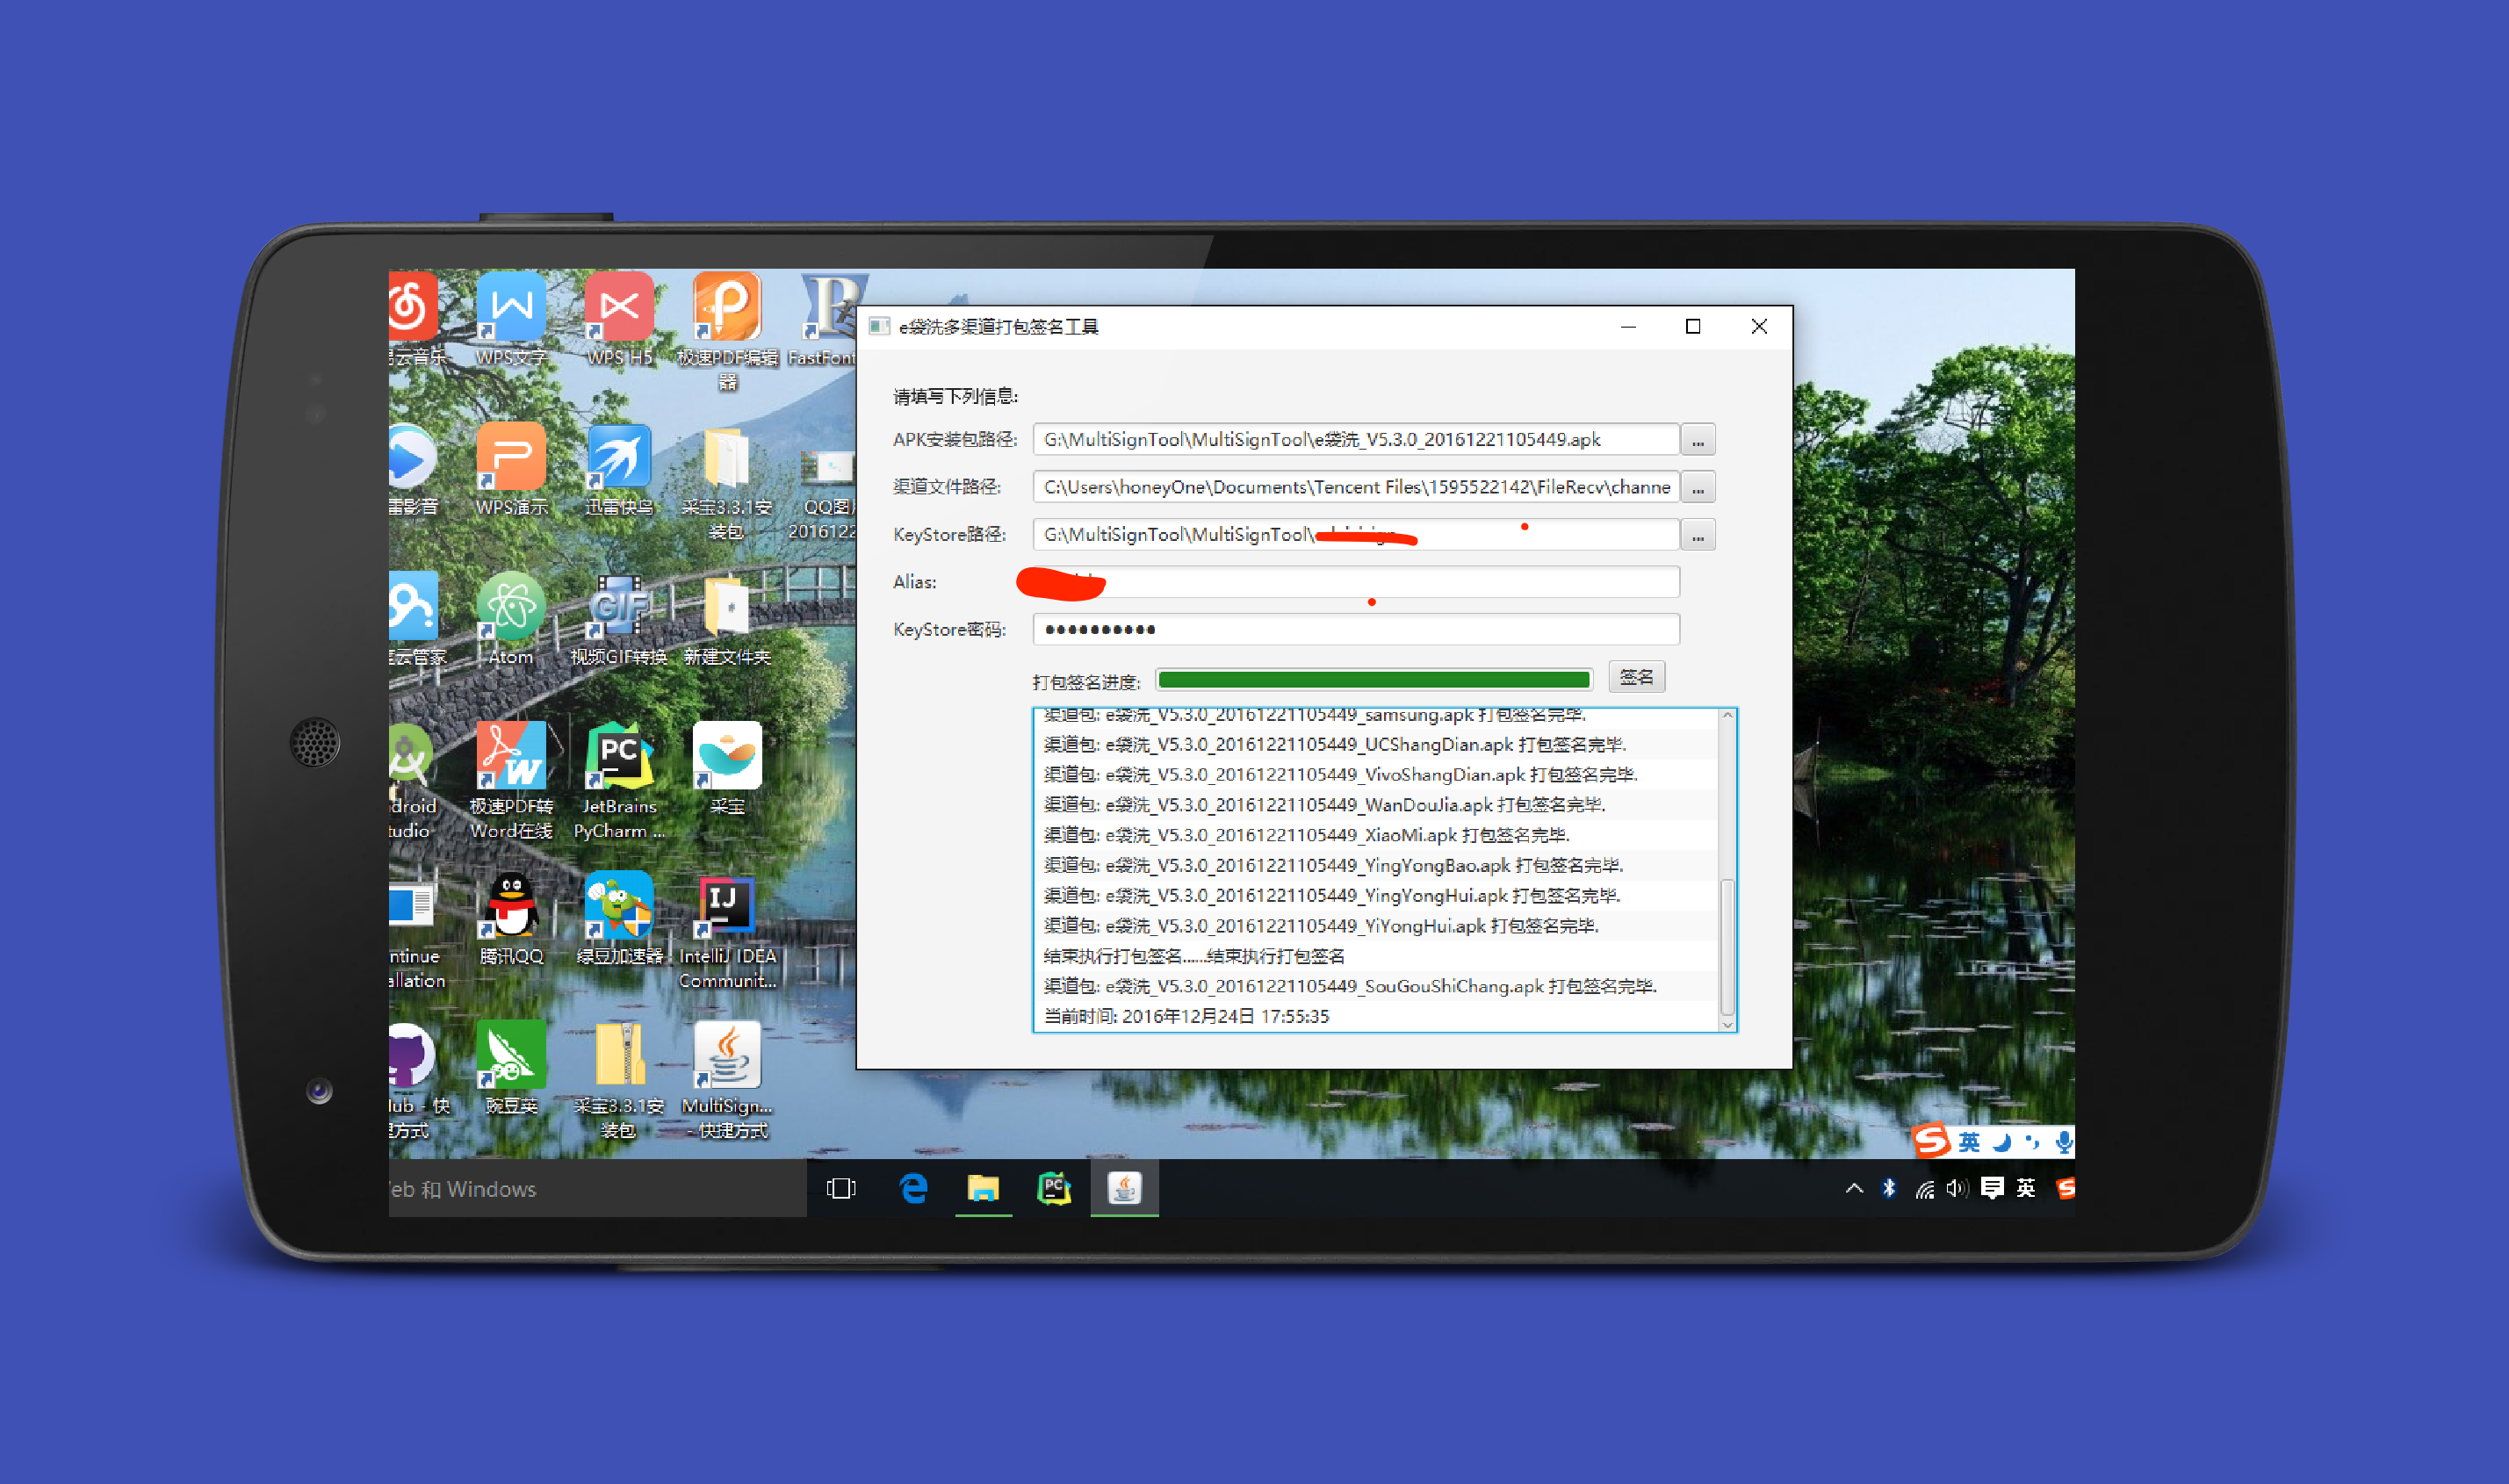 易云音乐
WPS文字
WPS H5
极速PDF编辑
器
FastFont
雷影音
WPS演示
迅雷快鸟
采宝3.3.1安
装包
QQ图片
2016122
云管家
Atom
GIF
视频GIF转换
新建文件夹
droid
tudio
极速PDF转
Word在线
PC
JetBrains
PyCharm ...
采宝
ntinue
allation
腾讯QQ
绿豆加速器
IJ
IntelliJ IDEA
Communit...
Hub - 快
捷方式
豌豆荚
采宝3.3.1安
装包
MultiSign...
- 快捷方式
e袋洗多渠道打包签名工具
请填写下列信息:
APK安装包路径: G:\MultiSignTool\MultiSignTool\e袋洗_V5.3.0_20161221105449.apk ...
渠道文件路径: C:\Users\honeyOne\Documents\Tencent Files\1595522142\FileRecv\channe ...
KeyStore路径: G:\MultiSignTool\MultiSignTool\ ...
Alias:
KeyStore密码: ●●●●●●●●●●
打包签名进度: 签名
渠道包: e袋洗_V5.3.0_20161221105449_samsung.apk 打包签名完毕.
渠道包: e袋洗_V5.3.0_20161221105449_UCShangDian.apk 打包签名完毕.
渠道包: e袋洗_V5.3.0_20161221105449_VivoShangDian.apk 打包签名完毕.
渠道包: e袋洗_V5.3.0_20161221105449_WanDouJia.apk 打包签名完毕.
渠道包: e袋洗_V5.3.0_20161221105449_XiaoMi.apk 打包签名完毕.
渠道包: e袋洗_V5.3.0_20161221105449_YingYongBao.apk 打包签名完毕.
渠道包: e袋洗_V5.3.0_20161221105449_YingYongHui.apk 打包签名完毕.
渠道包: e袋洗_V5.3.0_20161221105449_YiYongHui.apk 打包签名完毕.
结束执行打包签名......结束执行打包签名
渠道包: e袋洗_V5.3.0_20161221105449_SouGouShiChang.apk 打包签名完毕.
当前时间: 2016年12月24日 17:55:35
英
eb 和 Windows
PC
英